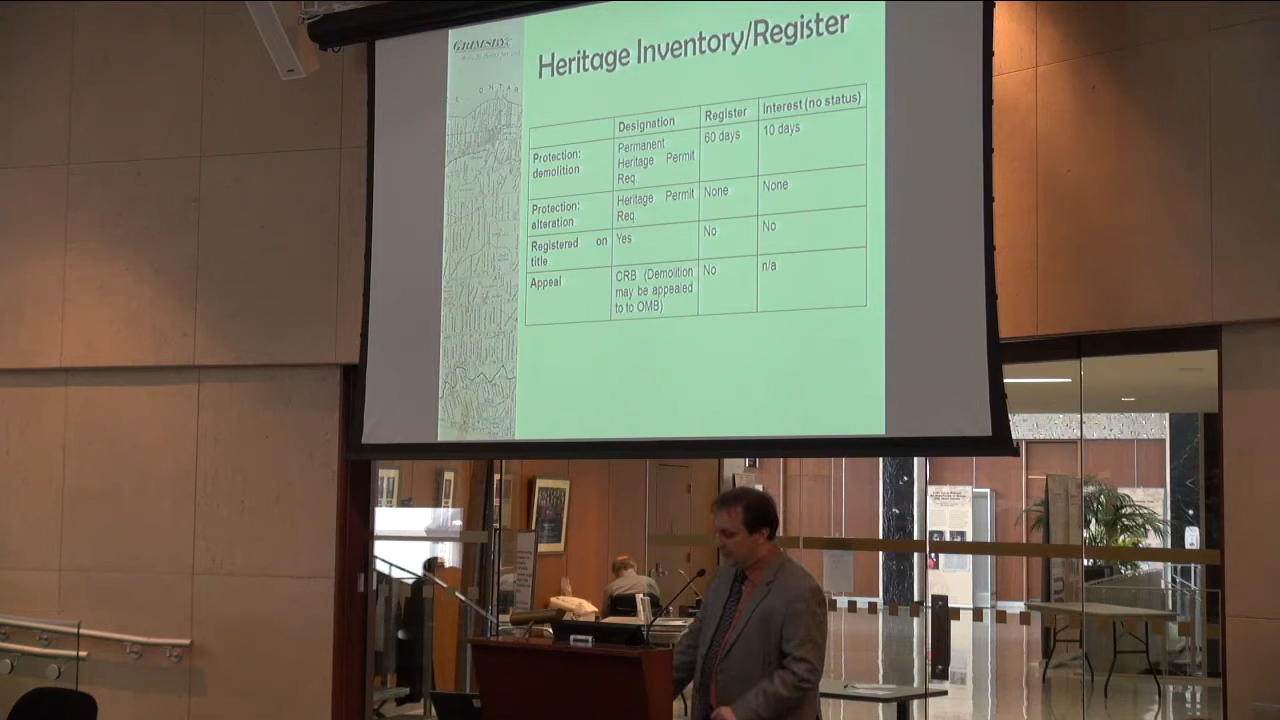 GRIMSBY
Heritage Inventory/Register
Designation Register Interest (no status)
Protection: demolition Permanent Heritage Permit Req. 60 days 10 days
Protection: alteration Heritage Permit Req. None None
Registered on title Yes No No
Appeal CRB (Demolition may be appealed to to OMB) No n/a